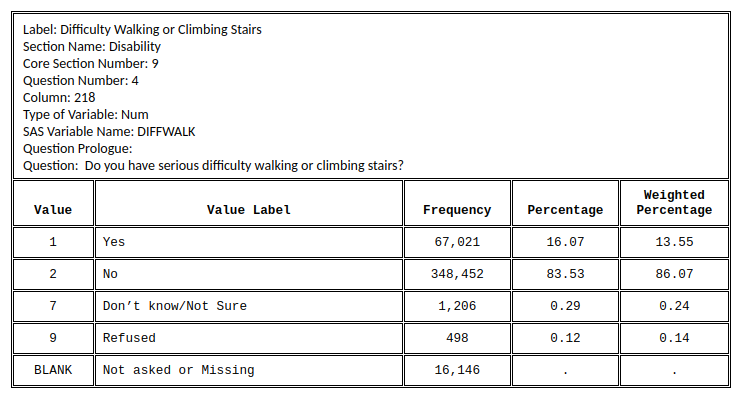 Label: Difficulty Walking or Climbing Stairs
Section Name: Disability
Core Section Number: 9
Question Number: 4
Column: 218
Type of Variable: Num
SAS Variable Name: DIFFWALK
Question Prologue:
Question:  Do you have serious difficulty walking or climbing stairs?
Value Value Label Frequency Percentage Weighted Percentage
1 Yes 67,021 16.07 13.55
2 No 348,452 83.53 86.07
7 Don’t know/Not Sure 1,206 0.29 0.24
9 Refused 498 0.12 0.14
BLANK Not asked or Missing 16,146 . .